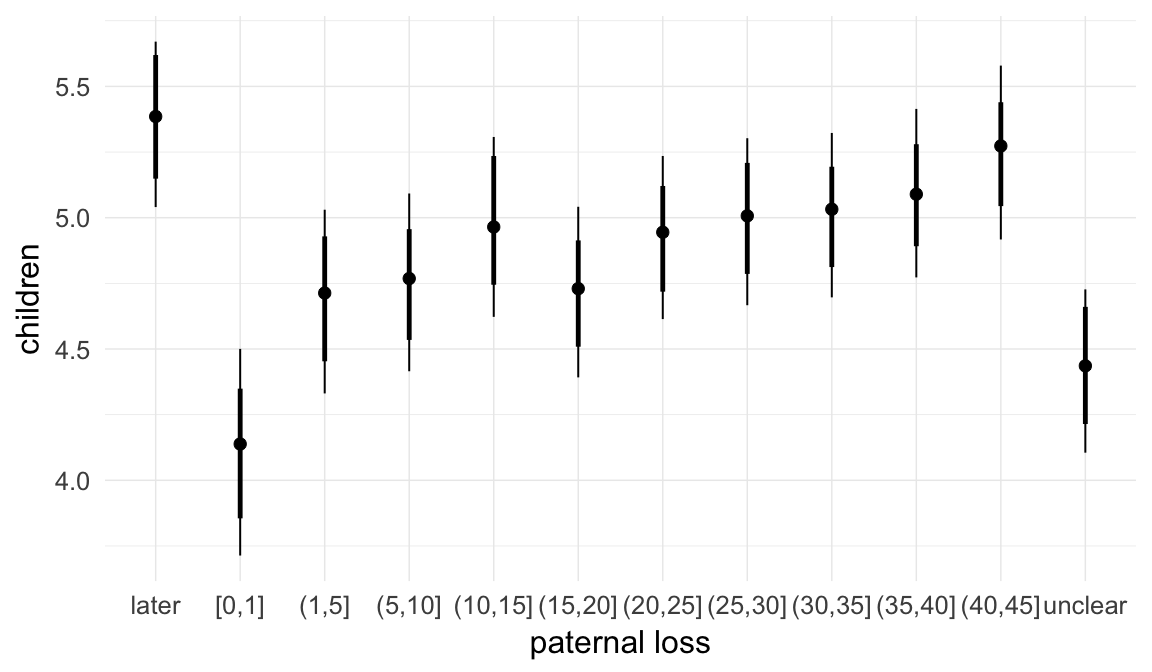 children
5.5
5.0
4.5
4.0
later [0,1] (1,5] (5,10] (10,15] (15,20] (20,25] (25,30] (30,35] (35,40] (40,45] unclear
paternal loss